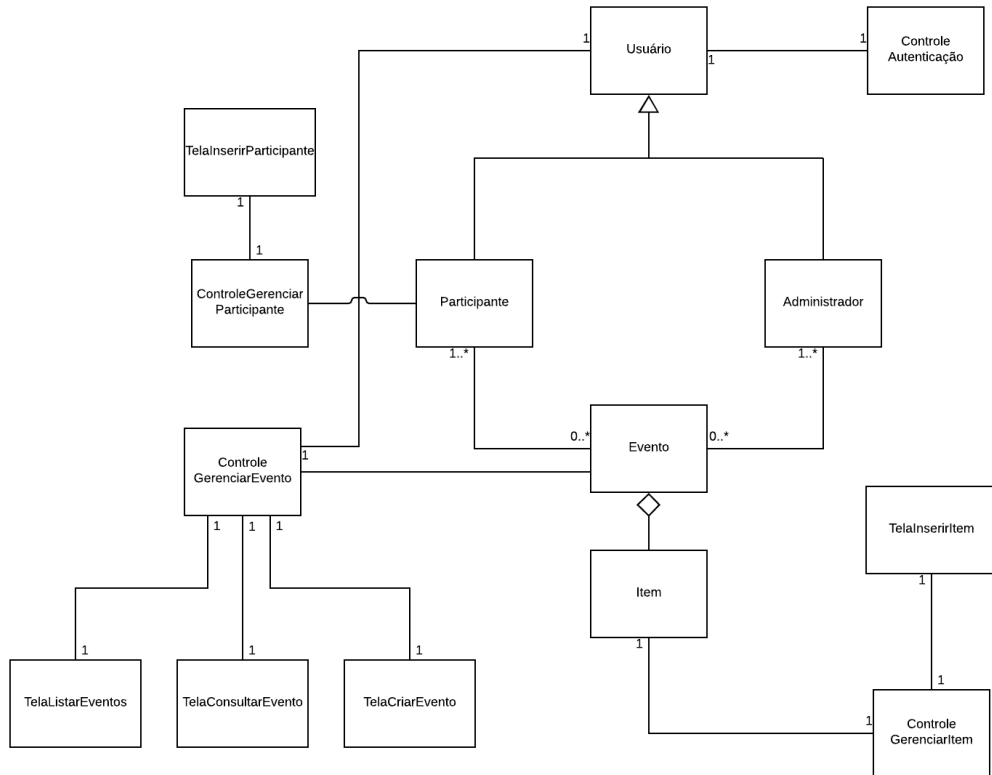 1
Usuário
1
1
Controle
Autenticação
TelaInserirParticipante
1
1
ControleGerenciar
Participante
Participante
Administrador
1..*
1..*
0..*
Evento
0..*
Controle
GerenciarEvento
1
1
1
1
TelaInserirItem
1
Item
1
1
1
1
TelaListarEventos
TelaConsultarEvento
TelaCriarEvento
1
1
Controle
GerenciarItem